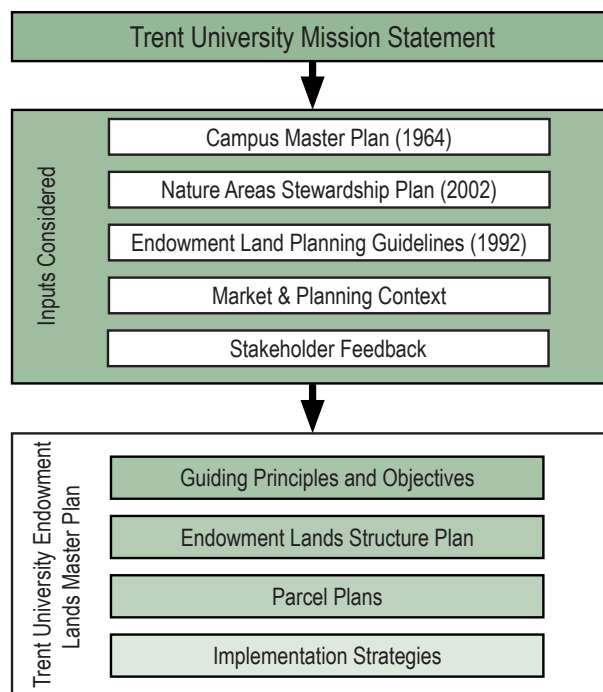 Trent University Mission Statement
Inputs Considered
Campus Master Plan (1964)
Nature Areas Stewardship Plan (2002)
Endowment Land Planning Guidelines (1992)
Market & Planning Context
Stakeholder Feedback
Trent University Endowment
Lands Master Plan
Guiding Principles and Objectives
Endowment Lands Structure Plan
Parcel Plans
Implementation Strategies